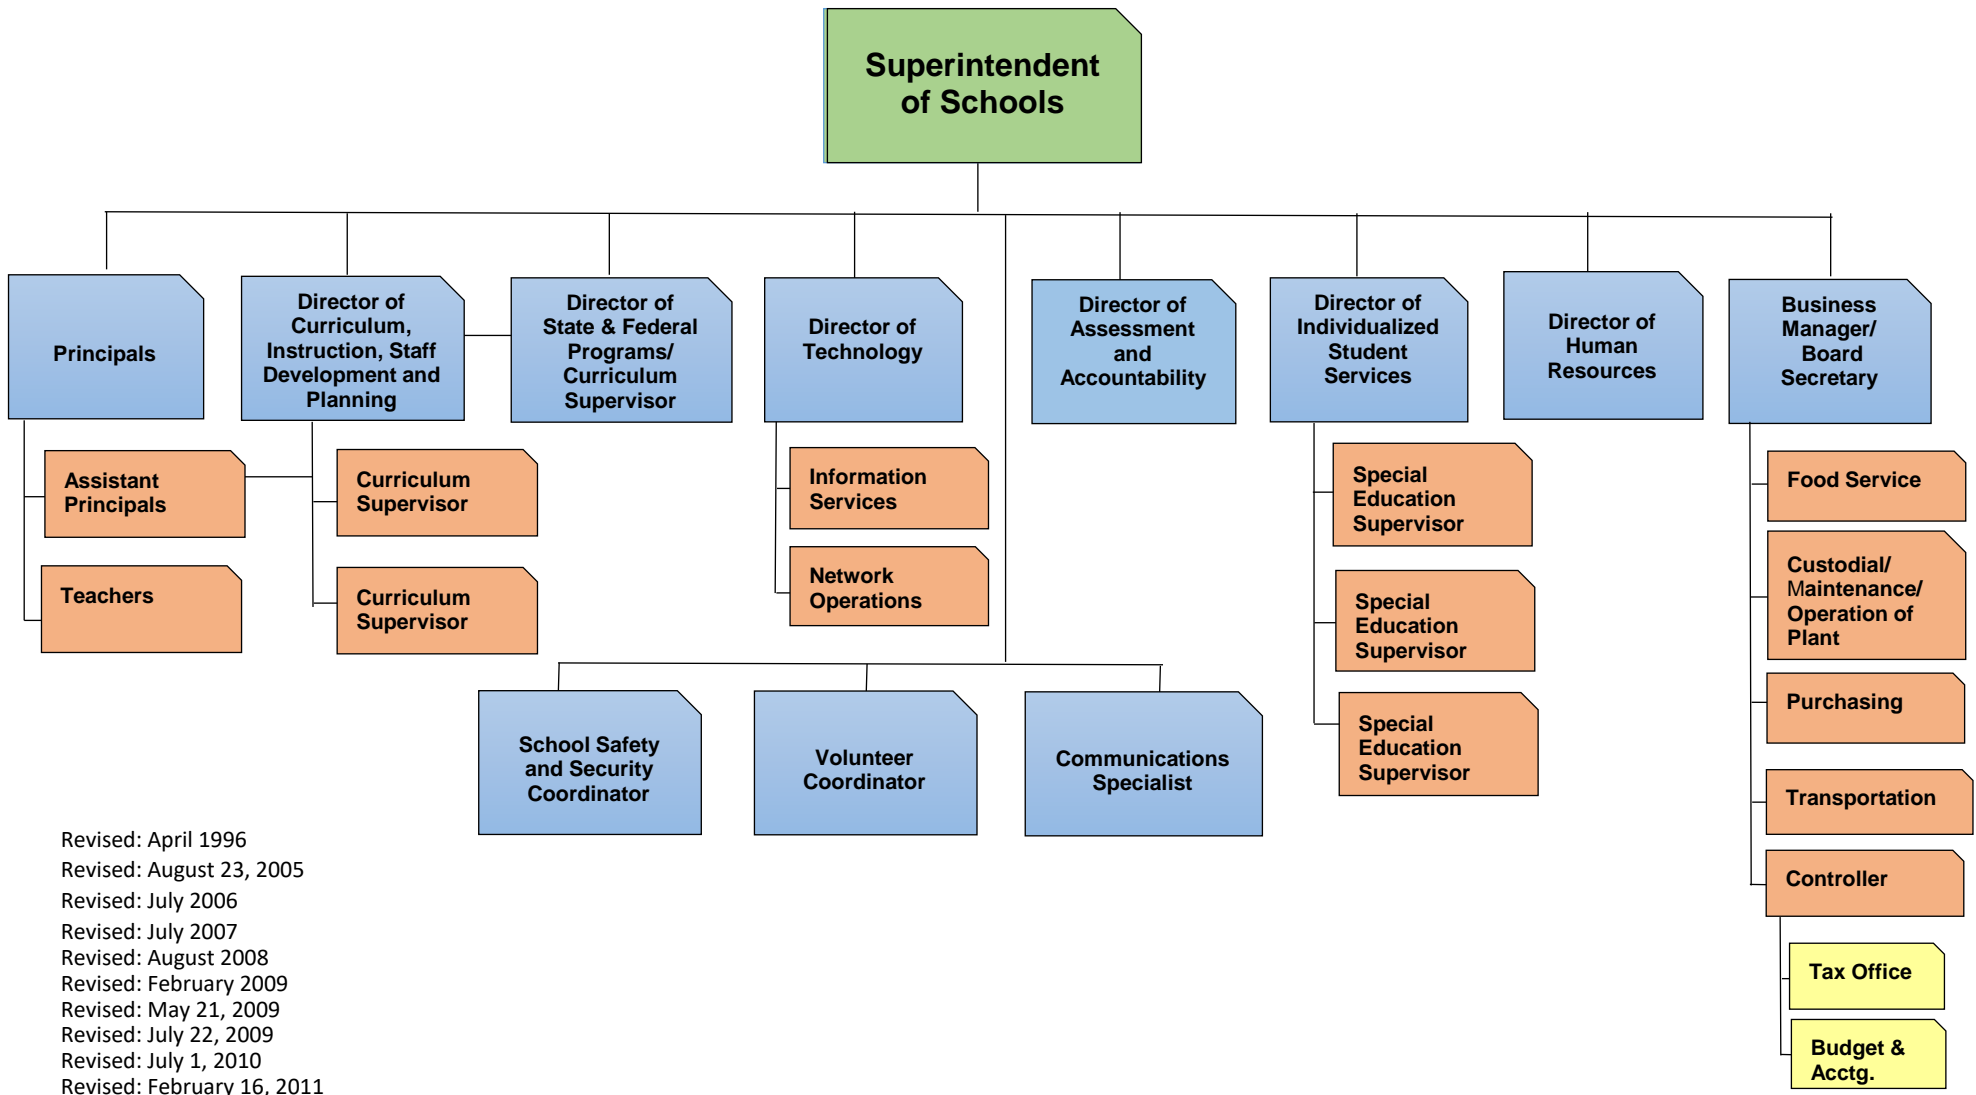 Superintendent
of Schools
Principals
Director of
Curriculum,
Instruction, Staff
Development and
Planning
Director of
State & Federal
Programs/
Curriculum
Supervisor
Director of
Technology
Director of
Assessment
and
Accountability
Director of
Individualized
Student
Services
Director of
Human
Resources
Business
Manager/
Board
Secretary
Assistant
Principals
Teachers
Curriculum
Supervisor
Curriculum
Supervisor
Information
Services
Network
Operations
Special
Education
Supervisor
Special
Education
Supervisor
Special
Education
Supervisor
Food Service
Custodial/
Maintenance/
Operation of
Plant
Purchasing
Transportation
Controller
Tax Office
Budget &
Acctg.
School Safety
and Security
Coordinator
Volunteer
Coordinator
Communications
Specialist
Revised: April 1996
Revised: August 23, 2005
Revised: July 2006
Revised: July 2007
Revised: August 2008
Revised: February 2009
Revised: May 21, 2009
Revised: July 22, 2009
Revised: July 1, 2010
Revised: February 16, 2011